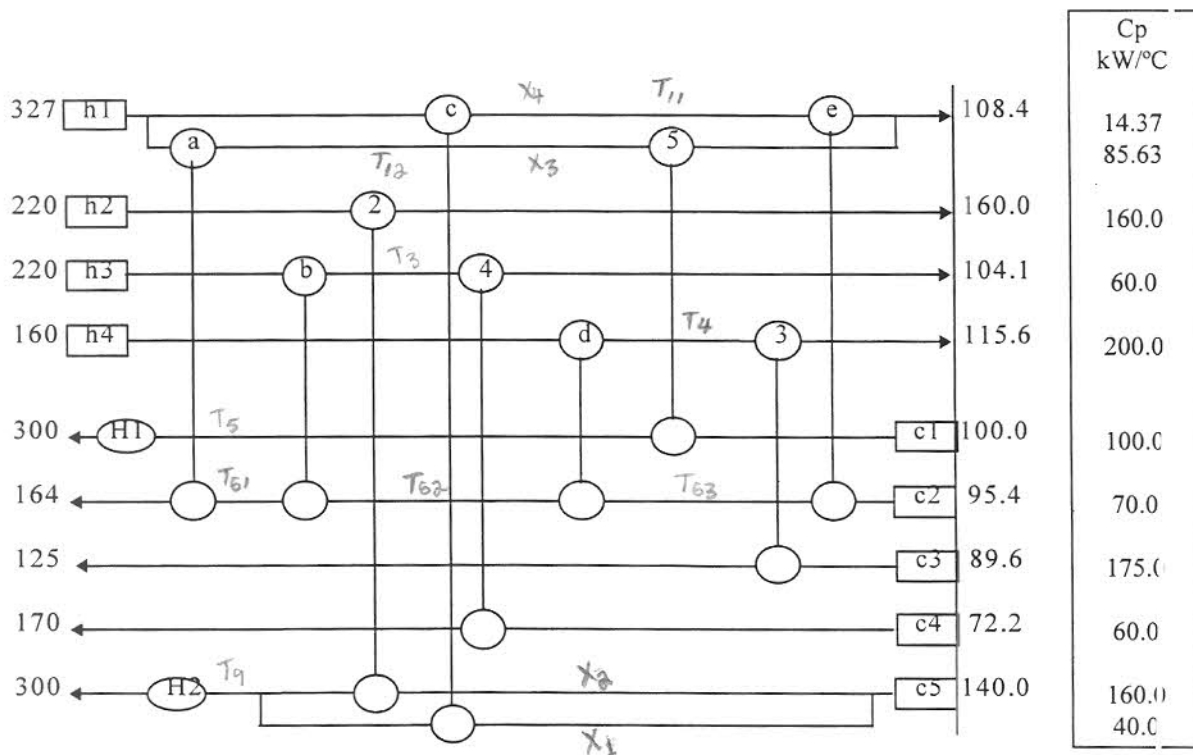 Cp
kW/°C
x4 T11
327 h1 c e 108.4 14.37
a 5 85.63
T12 x3
220 h2 2 160.0 160.0
T3
220 h3 b 4 104.1 60.0
T4
160 h4 d 3 115.6 200.0
T5
300 H1 c1 100.0 100.0
T61 T62 T63
164 c2 95.4 70.0
125 c3 89.6 175.0
170 c4 72.2 60.0
T9 x2
300 H2 c5 140.0 160.0
40.0
x1